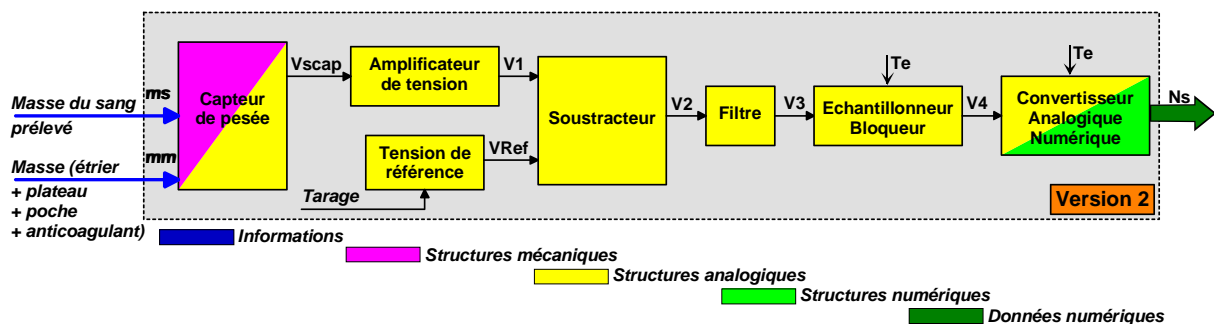 Masse du sang
prélevé
ms
Masse (étrier
+ plateau
+ poche
+ anticoagulant)
mm
Capteur
de pesée
Vscap
Amplificateur
de tension
V1
Tension de
référence
VRef
Tarage
Soustracteur
V2
Filtre
V3
Te
Echantillonneur
Bloqueur
V4
Te
Convertisseur
Analogique
Numérique
Ns
Version 2
Informations
Structures mécaniques
Structures analogiques
Structures numériques
Données numériques